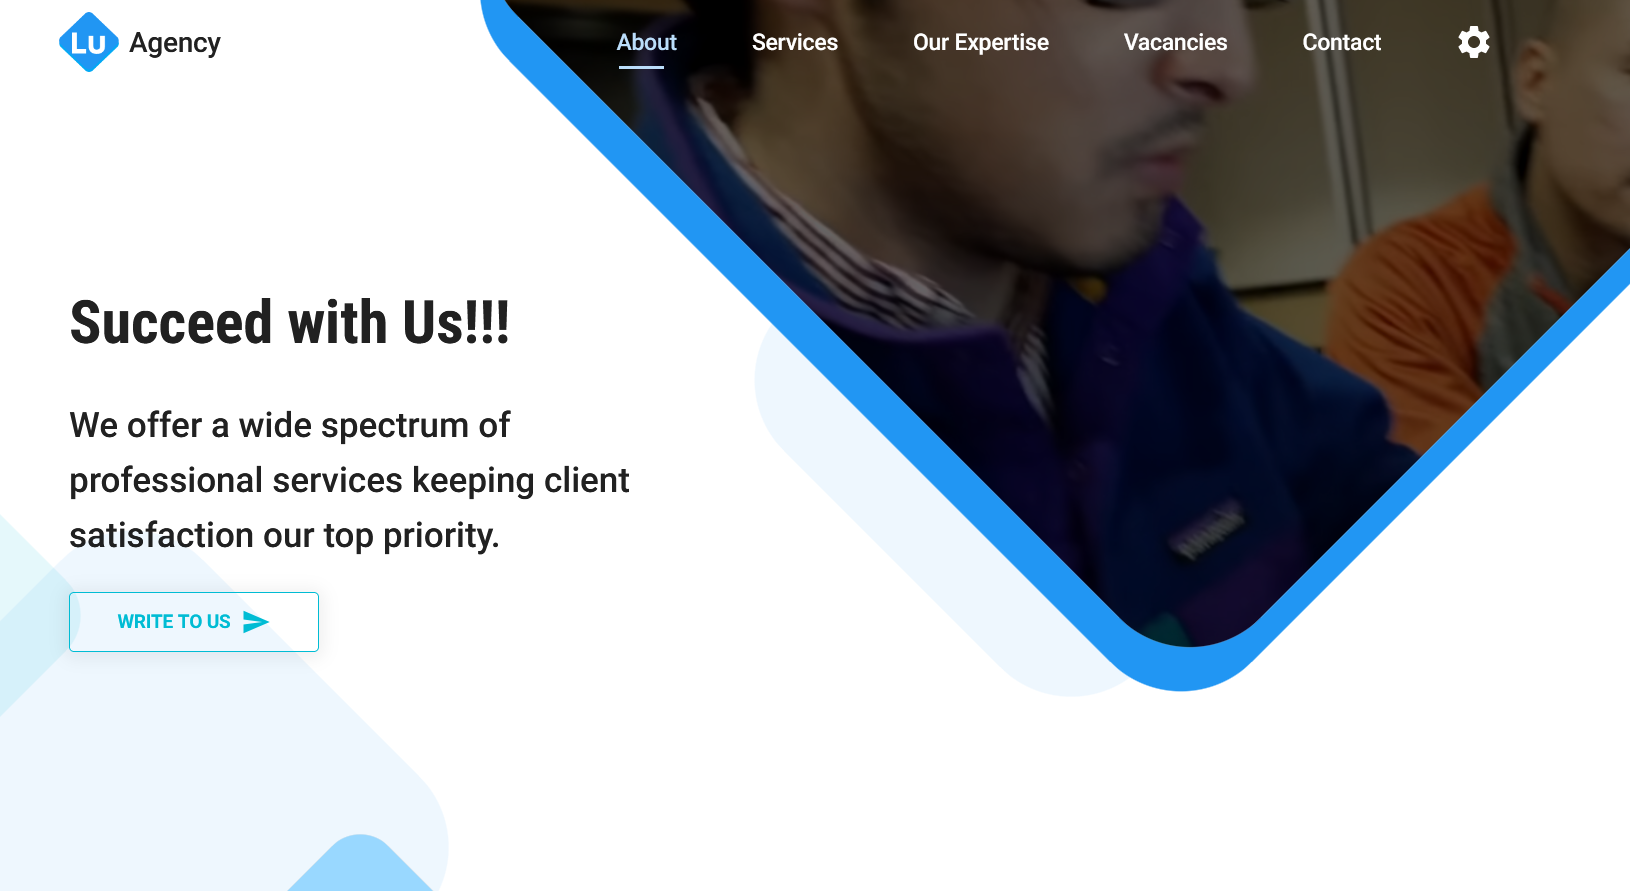 Lu Agency
About Services Our Expertise Vacancies Contact
Succeed with Us!!!
We offer a wide spectrum of
professional services keeping client
satisfaction our top priority.
WRITE TO US